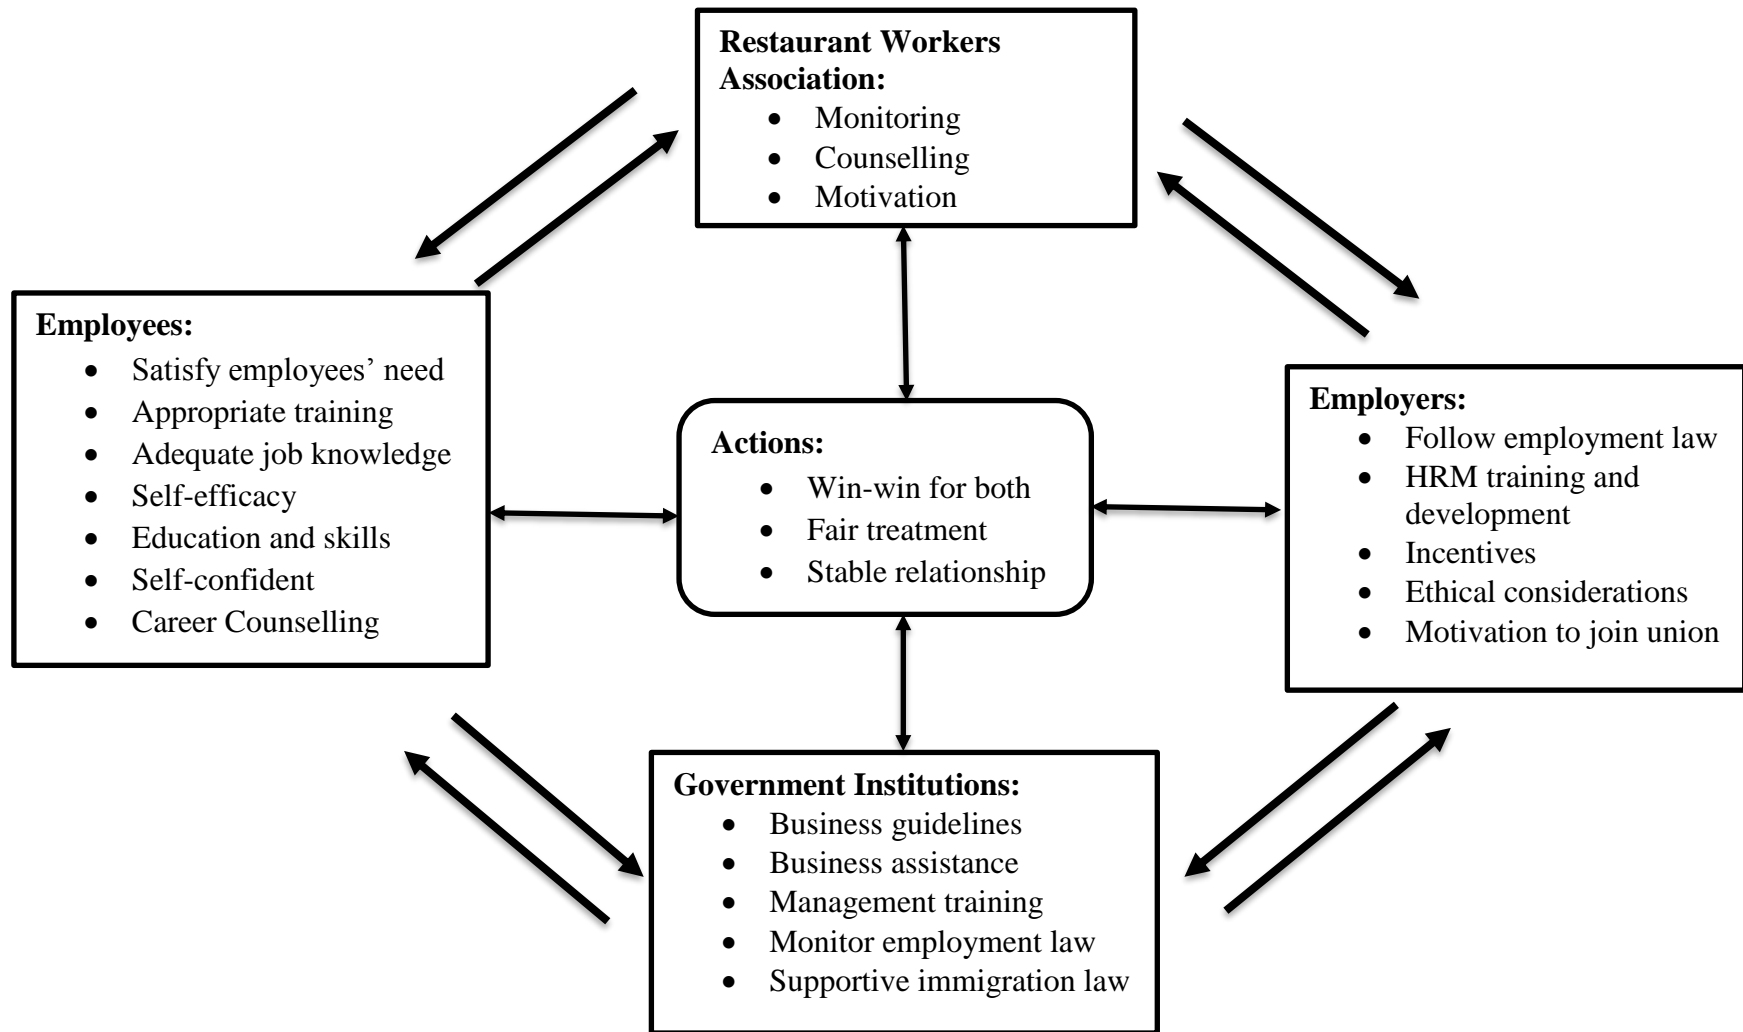 Restaurant Workers
Association:
• Monitoring
• Counselling
• Motivation
Employees:
• Satisfy employees’ need
• Appropriate training
• Adequate job knowledge
• Self-efficacy
• Education and skills
• Self-confident
• Career Counselling
Actions:
• Win-win for both
• Fair treatment
• Stable relationship
Employers:
• Follow employment law
• HRM training and
development
• Incentives
• Ethical considerations
• Motivation to join union
Government Institutions:
• Business guidelines
• Business assistance
• Management training
• Monitor employment law
• Supportive immigration law